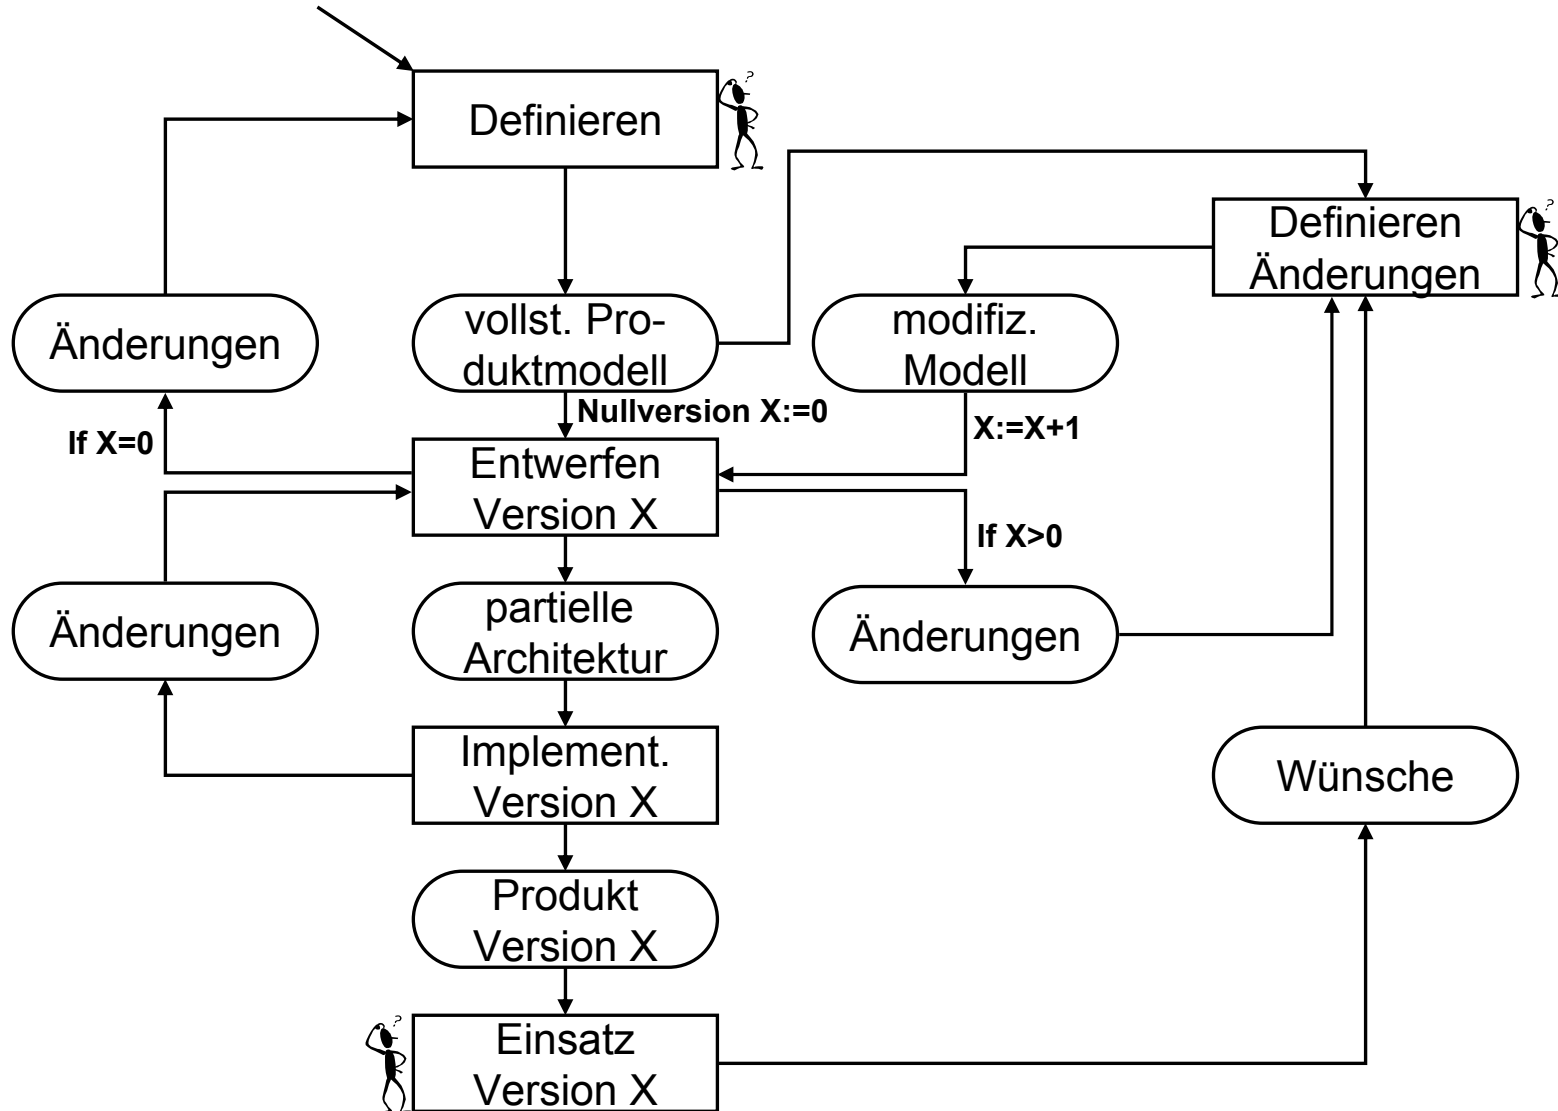 Definieren
Definieren
Änderungen
Änderungen
vollst. Pro-
duktmodell
modifiz.
Modell
Nullversion X:=0
X:=X+1
If X=0
Entwerfen
Version X
If X>0
Änderungen
partielle
Architektur
Änderungen
Implement.
Version X
Wünsche
Produkt
Version X
Einsatz
Version X
?
?
?